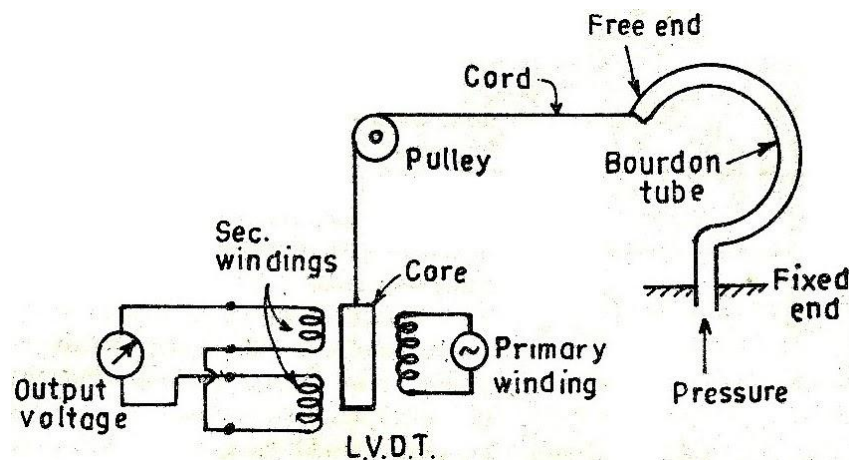 Free end
Cord
Pulley
Bourdon
tube
Sec.
windings
Core
Fixed
end
Primary
winding
Output
voltage
Pressure
L.V.D.T.